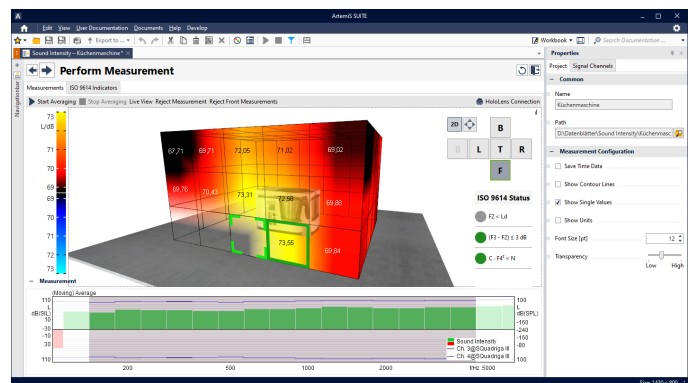 ArtemiS SUITE
Edit View User Documentation Documents Help Develop
Export to ... Workbook Search Documentation...
Sound Intensity – Küchenmaschine*
Properties
Perform Measurement
Project Signal Channels
Measurements ISO 9614 Indicators
Common
Start Averaging Stop Averaging Live View Reject Measurement Reject Front Measurements HoloLens Connection
Name
Küchenmaschine
Path
D:\Datenblätter\Sound Intensity\Küchenmasc
Navigationbar
73
L/dB
71
70
69
69
70
71
72
73
67,71 69,71 72,05 71,02 69,02
69,76 70,43 73,31 72,58 69,88
73,55 69,84
2D
B
B L T R
F
ISO 9614 Status
F2 < Ld
(F3 - F2) ≤ 3 dB
C · F4² < N
Measurement Configuration
Save Time Data
Show Contour Lines
Show Single Values
Show Units
Font Size [pt] 12
Transparency
Low High
Measurement
(Moving) Average
110
L
dB(SIL)
10
-30
-10
30
110
100
L
dB(SPL)
-160
-240
-160
-80
100
Sound Intensity
Ch. 3@SQuadriga III
Ch. 4@SQuadriga III
200 500 1000 2000 f/Hz 5000